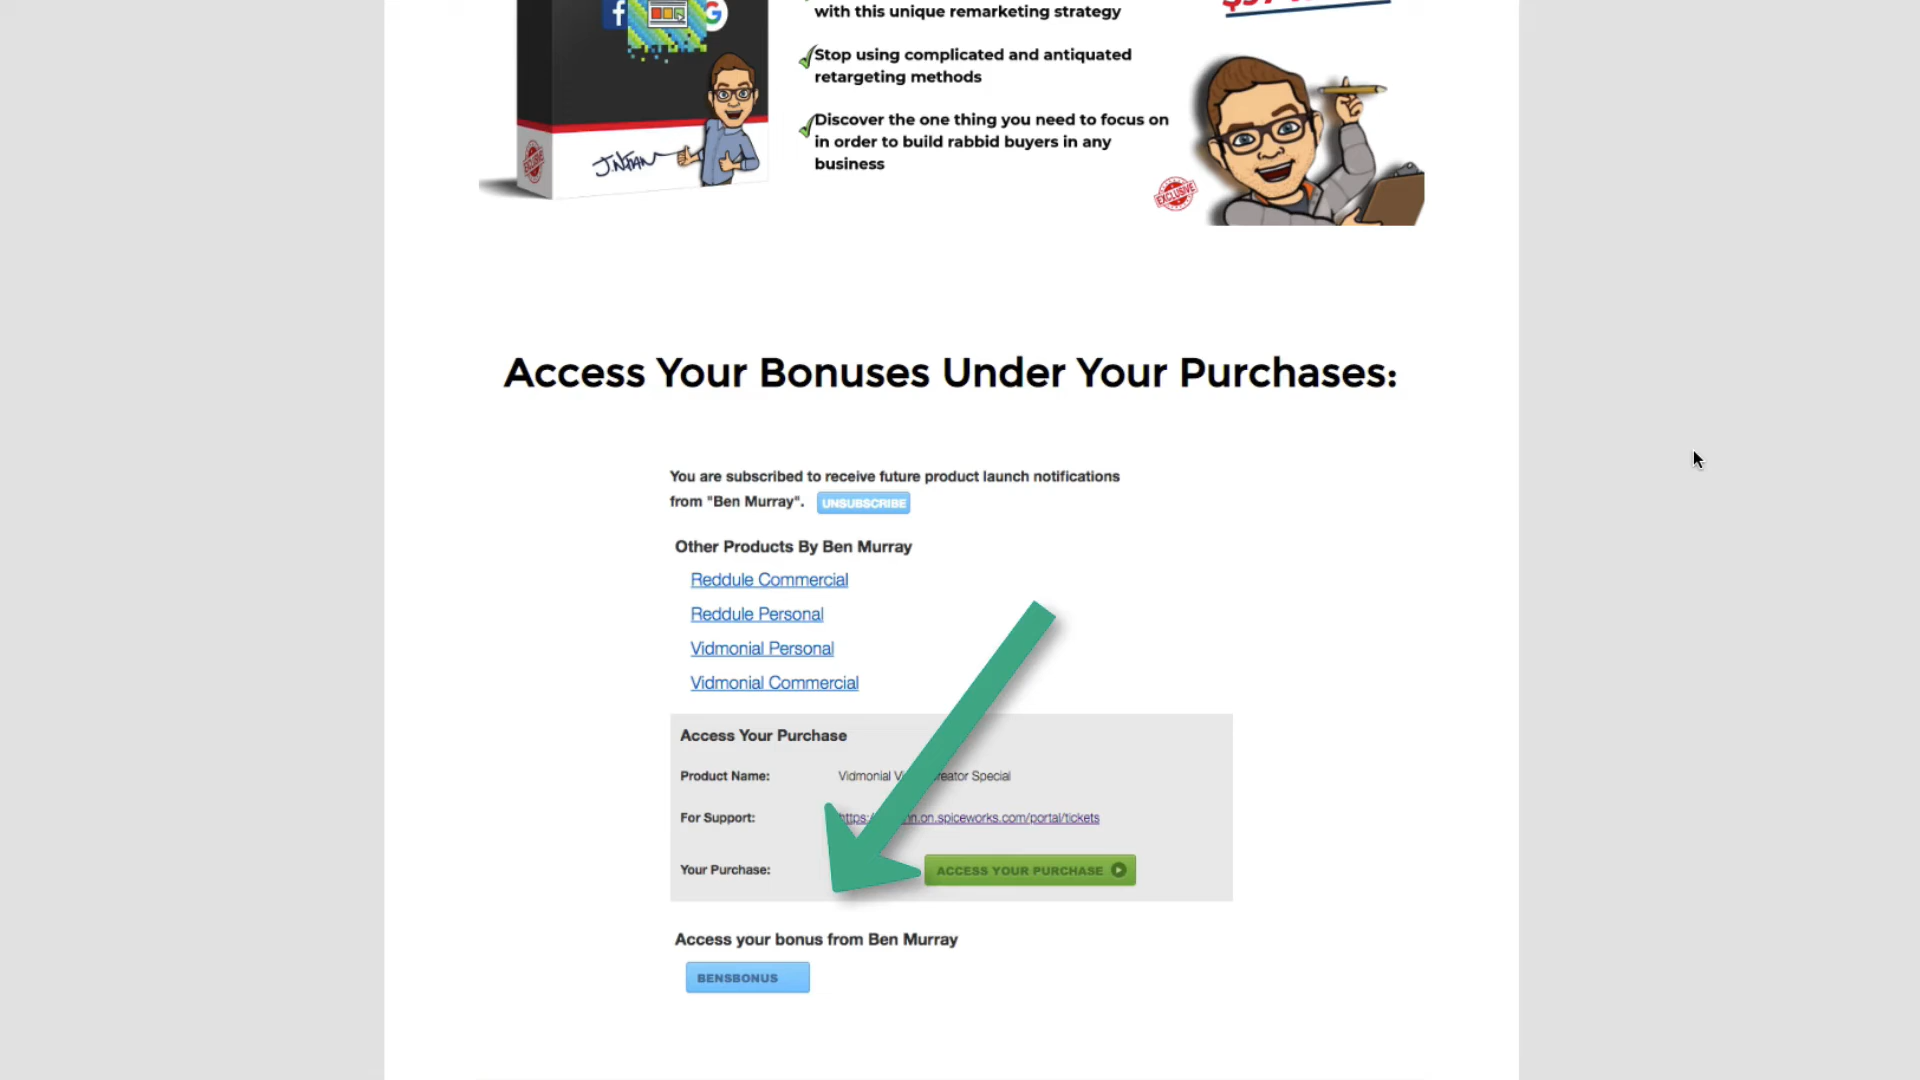 with this unique remarketing strategy
Stop using complicated and antiquated
retargeting methods
Discover the one thing you need to focus on
in order to build rabbid buyers in any
business
EXCLUSIVE
J.Nathan
EXCLUSIVE
Access Your Bonuses Under Your Purchases:
You are subscribed to receive future product launch notifications
from "Ben Murray". UNSUBSCRIBE
Other Products By Ben Murray
Reddule Commercial
Reddule Personal
Vidmonial Personal
Vidmonial Commercial
Access Your Purchase
Product Name: Vidmonial Special
For Support: on.spiceworks.com/portal/tickets
Your Purchase: ACCESS YOUR PURCHASE
Access your bonus from Ben Murray
BENSBONUS